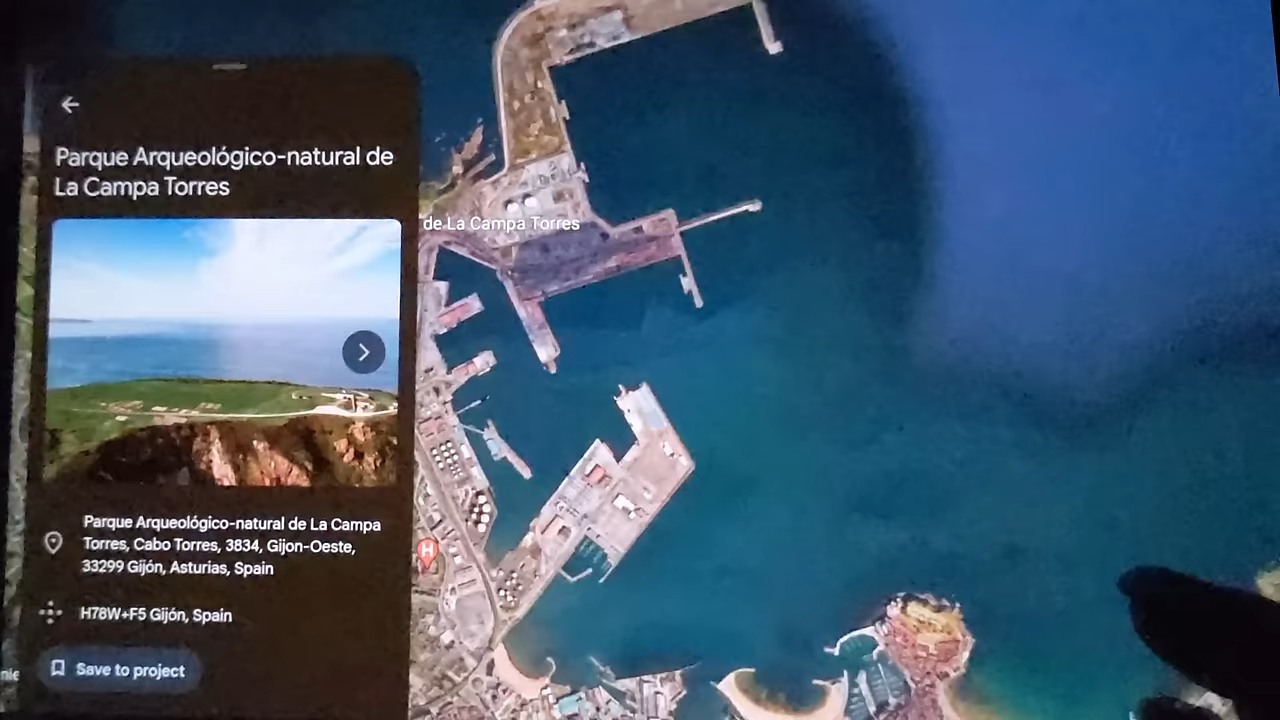 Parque Arqueológico-natural de
La Campa Torres
de La Campa Torres
Parque Arqueológico-natural de La Campa
Torres, Cabo Torres, 3834, Gijon-Oeste,
33299 Gijón, Asturias, Spain
H
H78W+F5 Gijón, Spain
Save to project